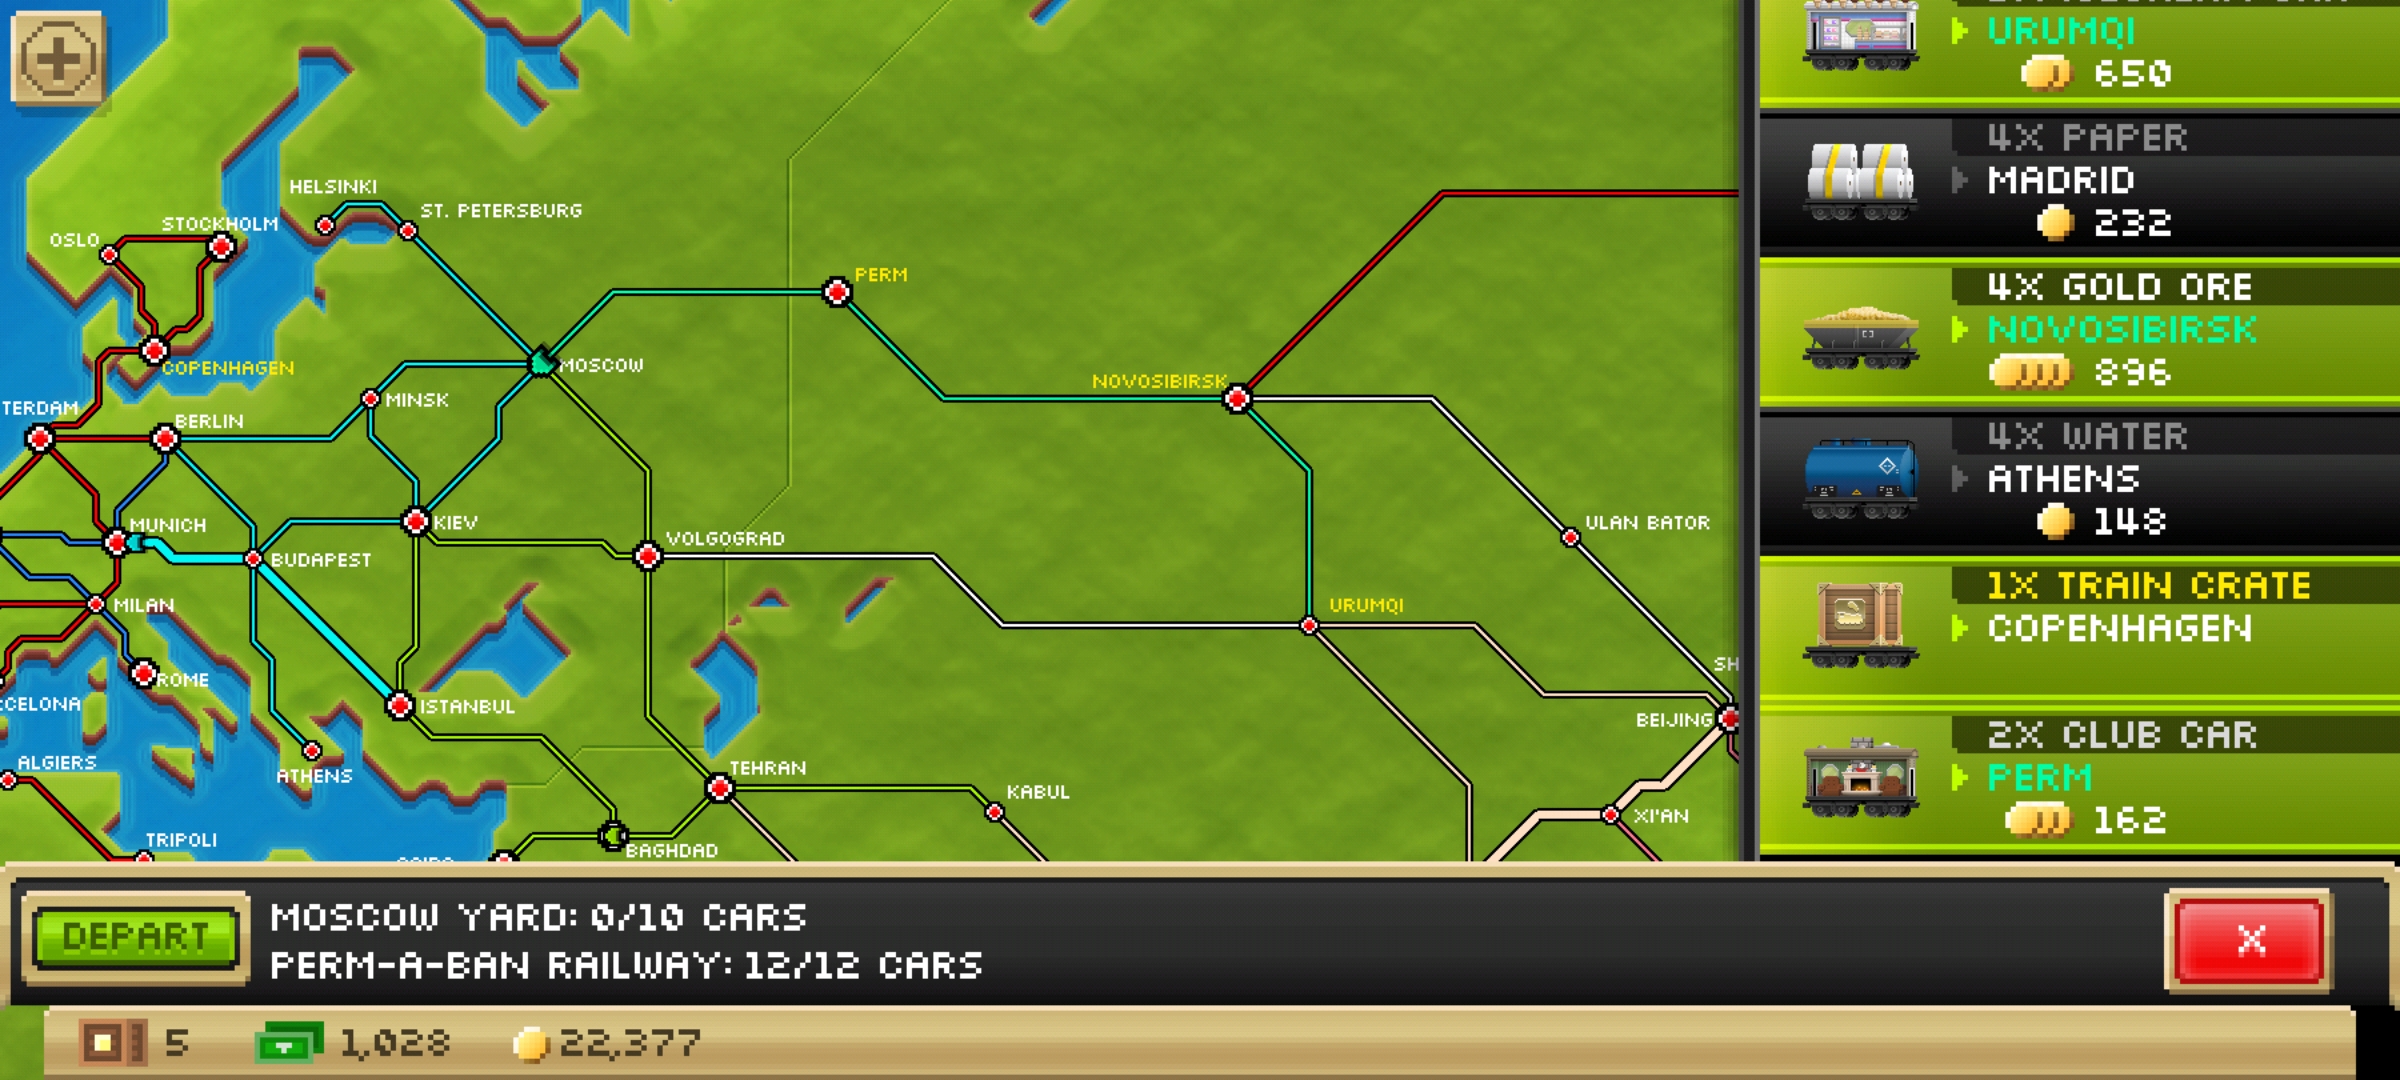 HELSINKI
ST. PETERSBURG
STOCKHOLM
OSLO
PERM
MOSCOW
COPENHAGEN
NOVOSIBIRSK
MINSK
TERDAM
BERLIN
MUNICH
KIEV
ULAN BATOR
VOLGOGRAD
BUDAPEST
MILAN
URUMQI
SH
ROME
CELONA
ISTANBUL
BEIJING
ALGIERS
ATHENS
TEHRAN
KABUL
XI'AN
TRIPOLI
BAGHDAD
URUMQI
650
4X PAPER
MADRID
232
4X GOLD ORE
NOVOSIBIRSK
896
4X WATER
ATHENS
148
1X TRAIN CRATE
COPENHAGEN
2X CLUB CAR
PERM
162
DEPART
MOSCOW YARD: 0/10 CARS
PERM-A-BAN RAILWAY: 12/12 CARS
X
5
1,028
22,377